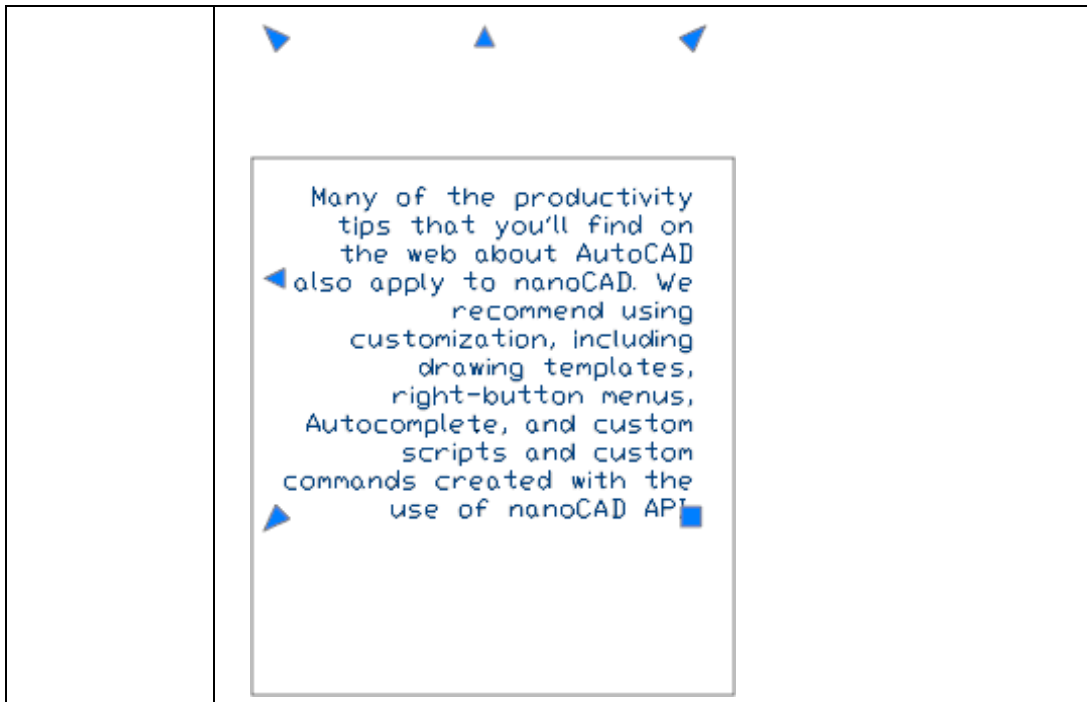 Many of the productivity
tips that you'll find on
the web about AutoCAD
also apply to nanoCAD. We
recommend using
customization, including
drawing templates,
right-button menus,
Autocomplete, and custom
scripts and custom
commands created with the
use of nanoCAD API